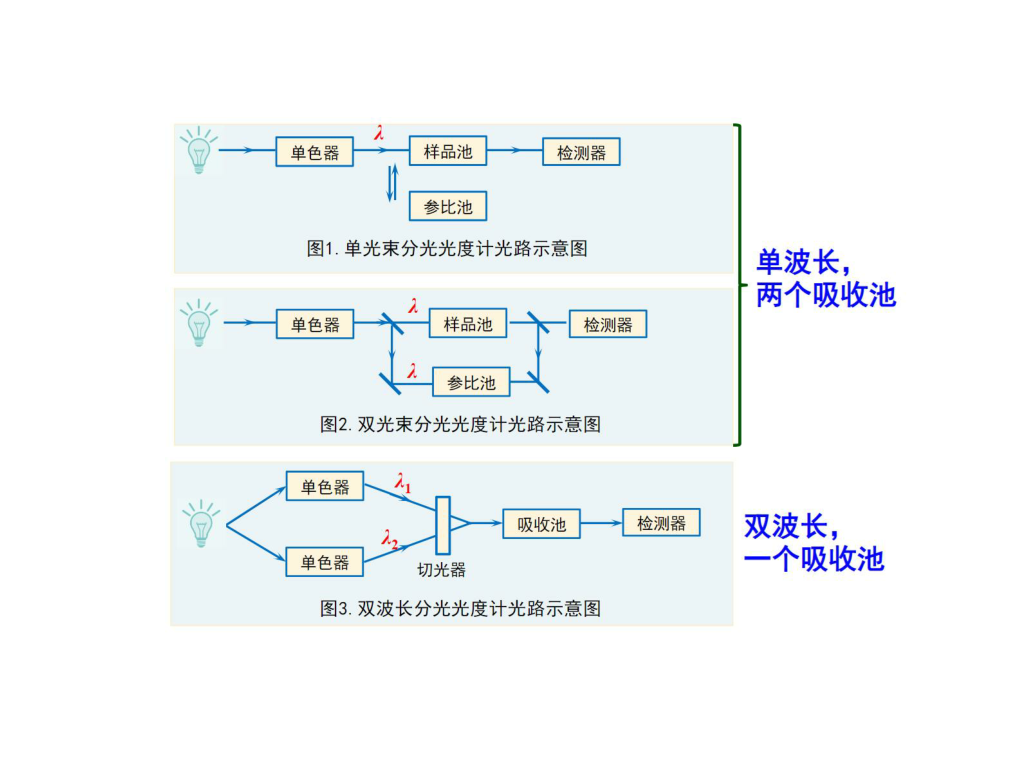 λ
单色器
样品池
检测器
参比池
图1.单光束分光光度计光路示意图
λ
单色器
样品池
检测器
λ
参比池
图2.双光束分光光度计光路示意图
单波长，
两个吸收池
单色器
λ1
吸收池
检测器
λ2
单色器
切光器
图3.双波长分光光度计光路示意图
双波长，
一个吸收池